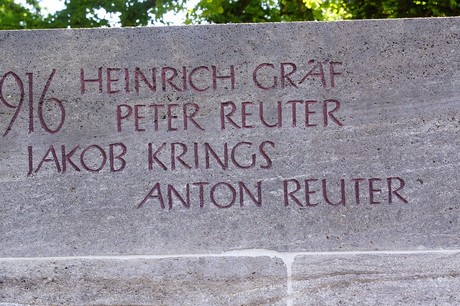 916 HEINRICH GRÄF
PETER REUTER
JAKOB KRINGS
ANTON REUTER